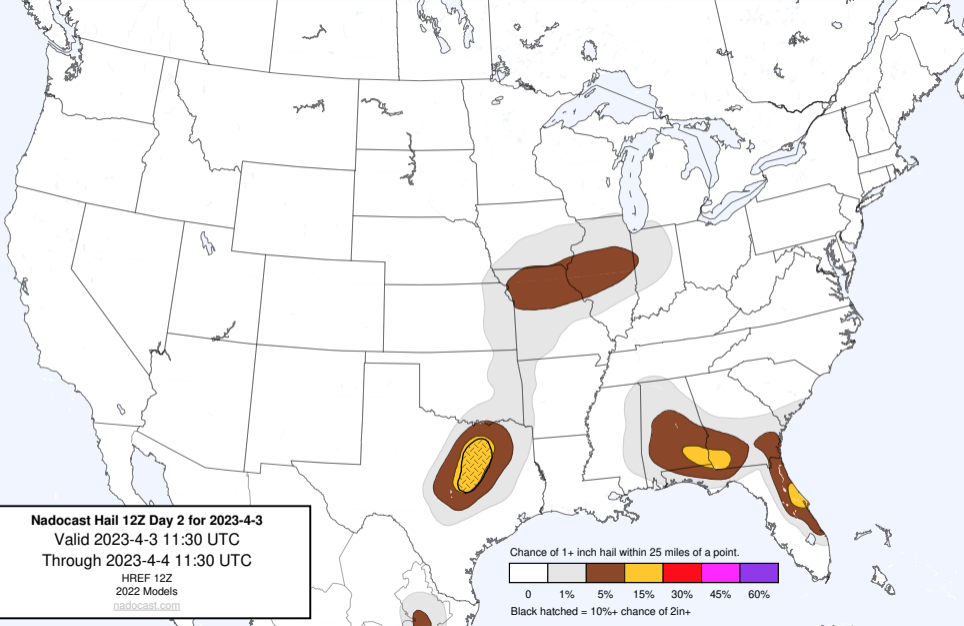 Nadocast Hail 12Z Day 2 for 2023-4-3
Valid 2023-4-3 11:30 UTC
Through 2023-4-4 11:30 UTC
HREF 12Z
2022 Models
nadocast.com
Chance of 1+ inch hail within 25 miles of a point.
0 1% 5% 15% 30% 45% 60%
Black hatched = 10%+ chance of 2in+